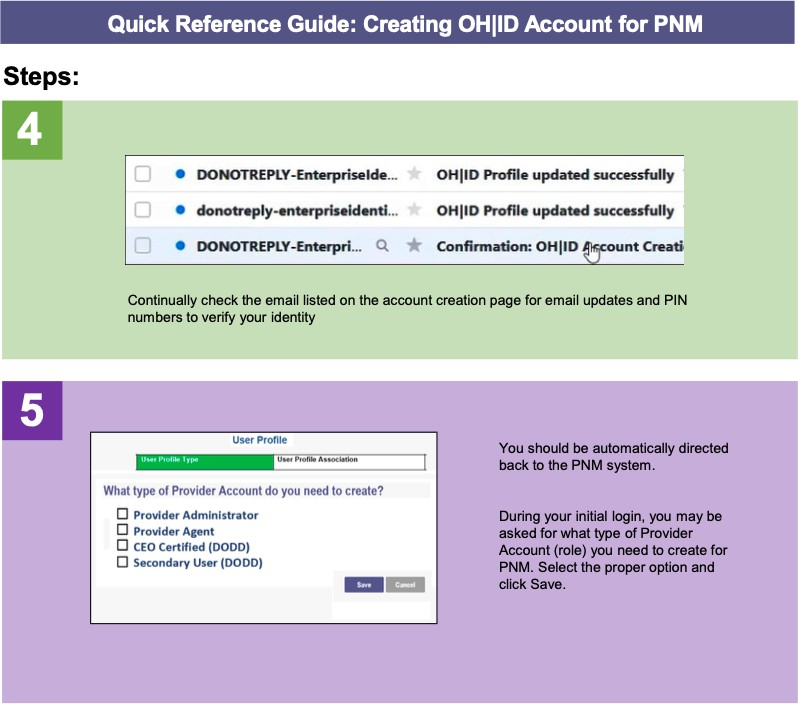 Quick Reference Guide: Creating OH|ID Account for PNM
Steps:
4
DONOTREPLY-EnterpriseIde... OH|ID Profile updated successfully
donotreply-enterpriseidenti... OH|ID Profile updated successfully
DONOTREPLY-Enterpri... Confirmation: OH|ID Account Creati
Continually check the email listed on the account creation page for email updates and PIN
numbers to verify your identity
5
User Profile
User Profile Type User Profile Association
What type of Provider Account do you need to create?
Provider Administrator
Provider Agent
CEO Certified (DODD)
Secondary User (DODD)
Save Cancel
You should be automatically directed
back to the PNM system.
During your initial login, you may be
asked for what type of Provider
Account (role) you need to create for
PNM. Select the proper option and
click Save.